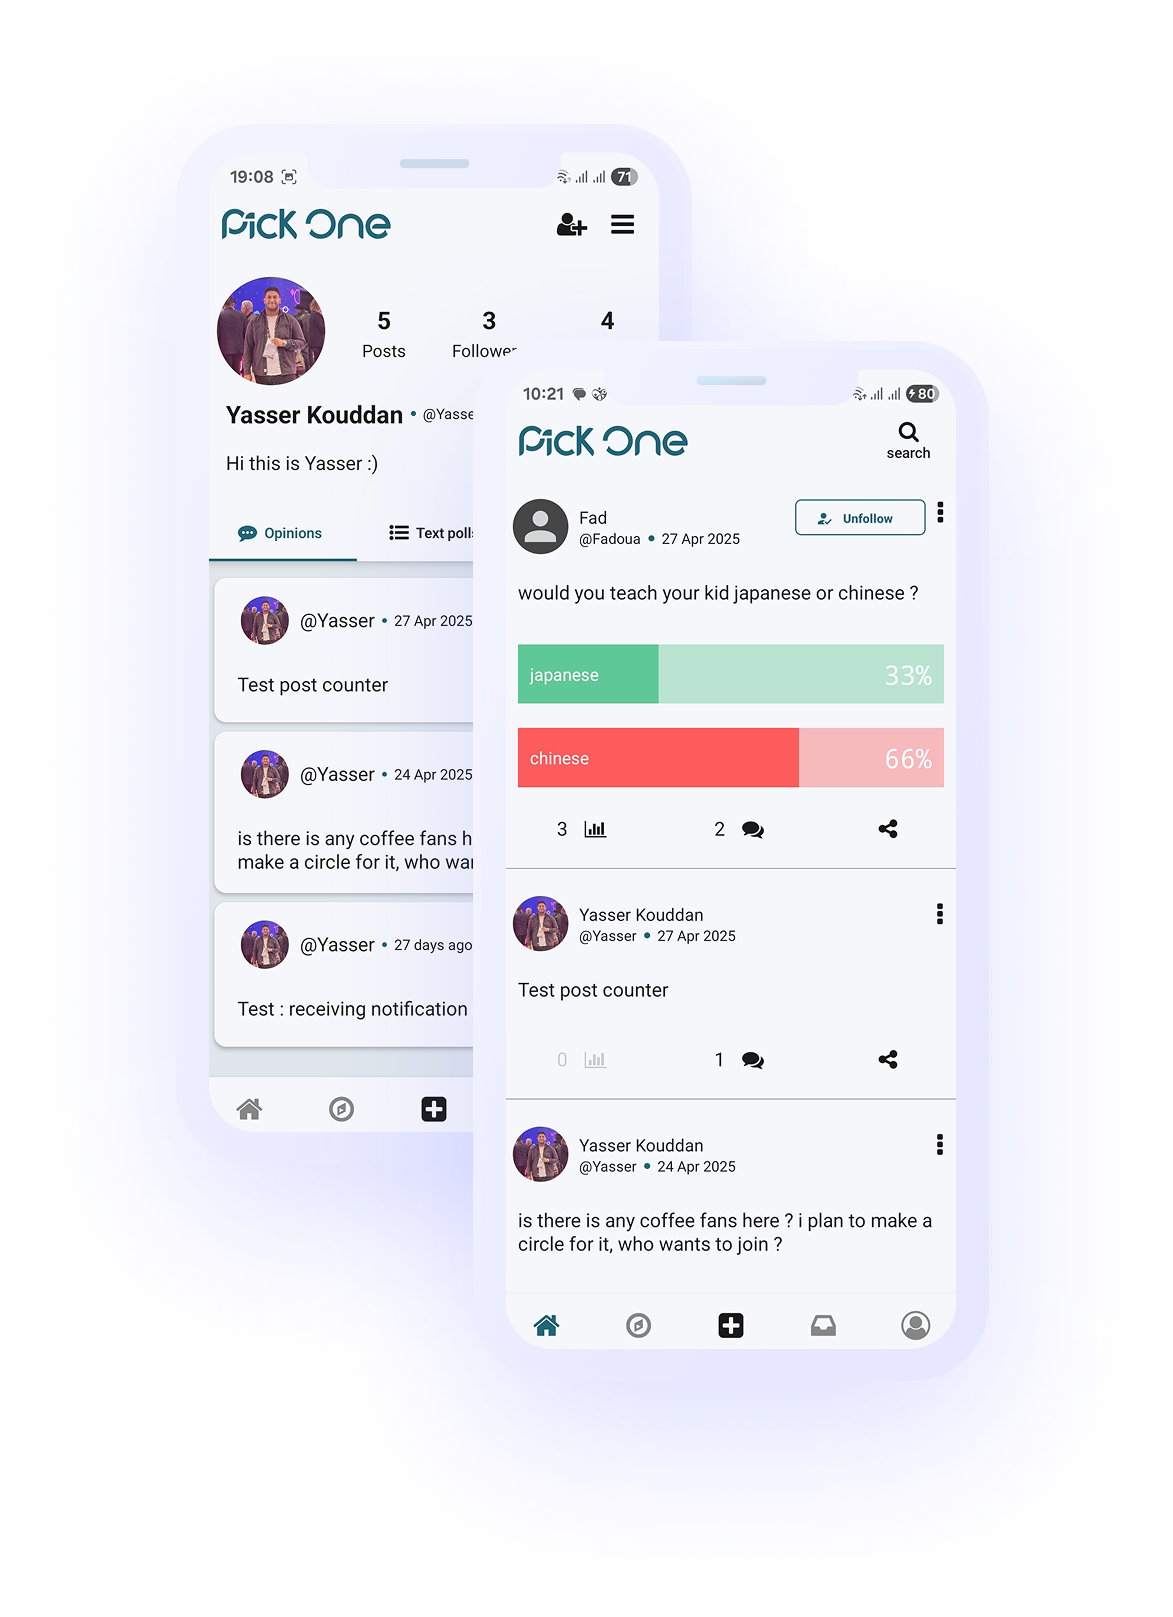 19:08
71
Pick One
5
3
4
Posts
Yasser Kouddan
Hi this is Yasser :)
Opinions
Text
@Yasser • 27 Apr 2025
Test post counter
@Yasser • 24 Apr 2025
is there is any coffee fans
make a circle for it, who
@Yasser • 27 days ago
Test : receiving notification
10:21
80
Pick One
search
Fad
@Fadoua • 27 Apr 2025
Unfollow
would you teach your kid japanese or chinese ?
japanese
33%
chinese
66%
3
2
Yasser Kouddan
@Yasser • 27 Apr 2025
Test post counter
0
1
Yasser Kouddan
@Yasser • 24 Apr 2025
is there is any coffee fans here ? i plan to make a
circle for it, who wants to join ?